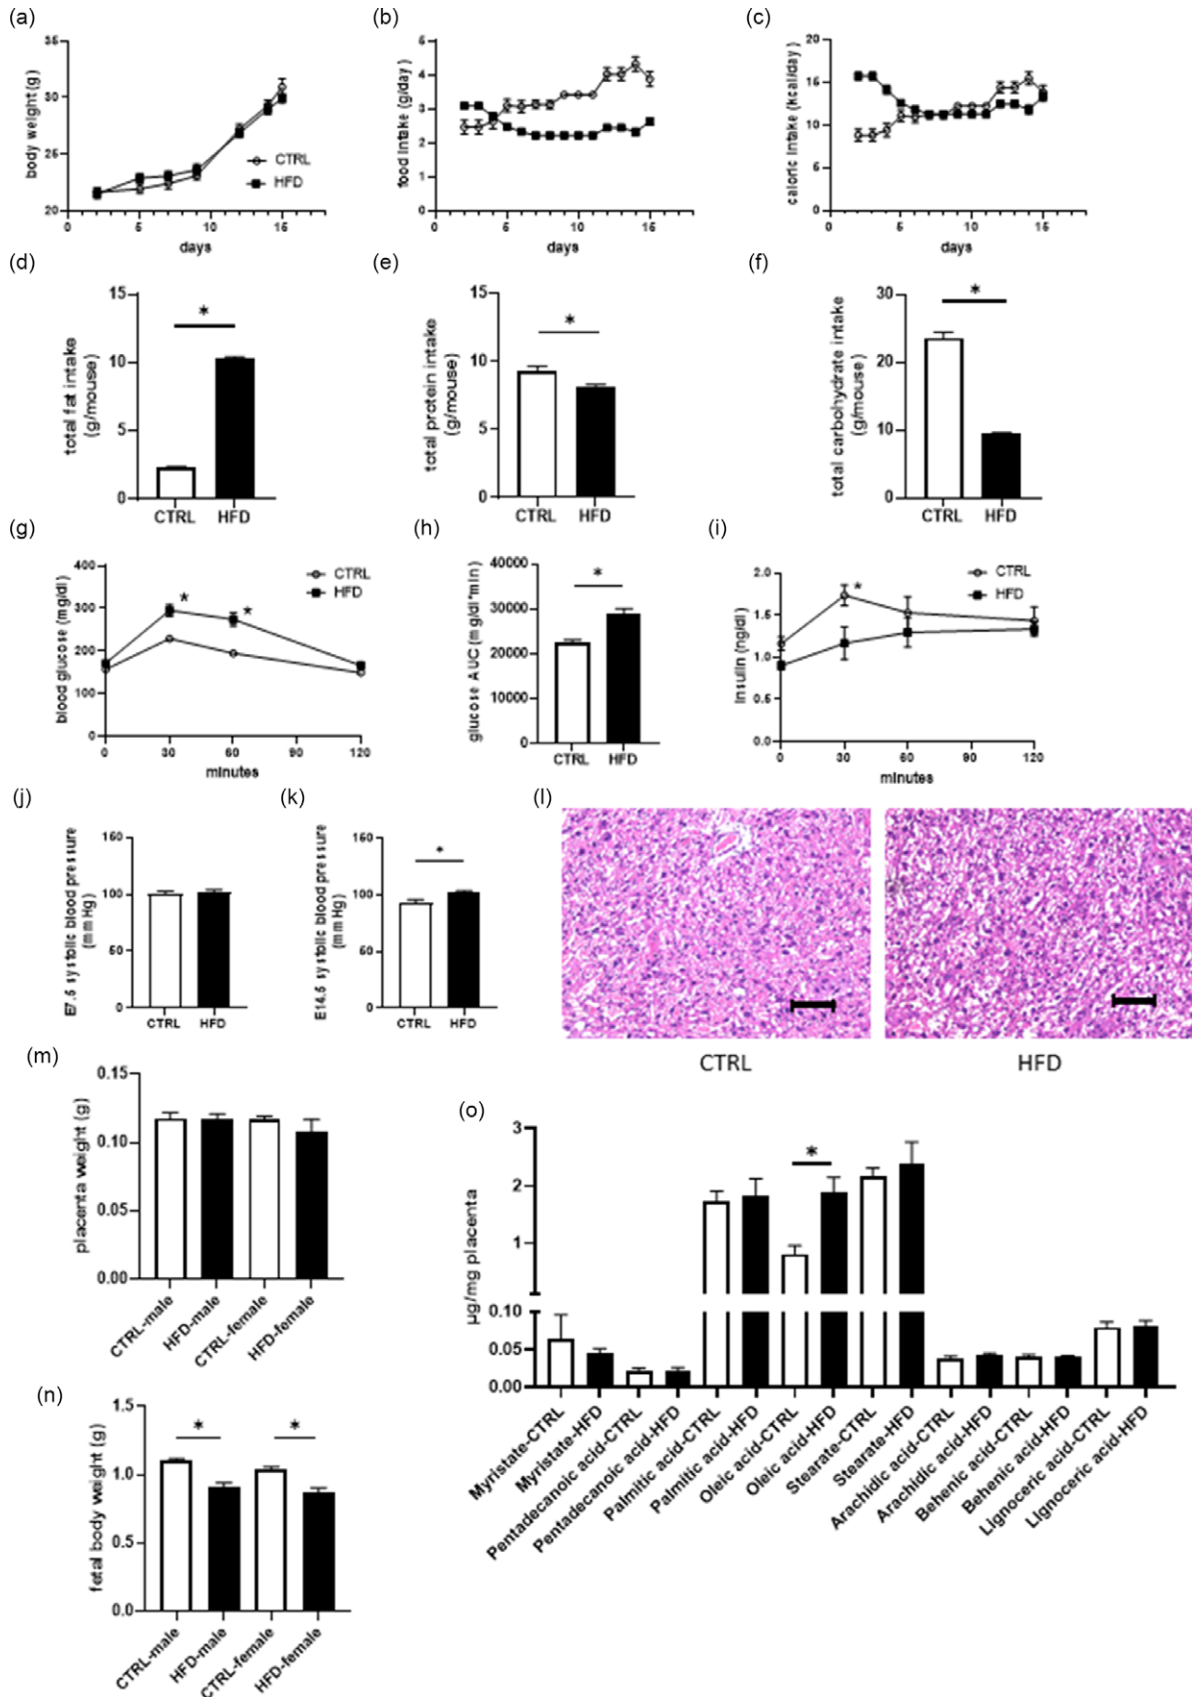 (a)
body weight (g)
35
30
25
20
0
5
10
15
days
CTRL
HFD
(b)
food intake (g/day)
5
4
3
2
1
0
0
5
10
15
days
(c)
caloric intake (kcal/day)
20
15
10
5
0
0
5
10
15
days
(d)
total fat intake
(g/mouse)
15
10
5
0
*
CTRL HFD
(e)
total protein intake
(g/mouse)
15
10
5
0
*
CTRL HFD
(f)
total carbohydrate intake
(g/mouse)
30
20
10
0
*
CTRL HFD
(g)
blood glucose (mg/dl)
400
300
200
100
0
0 30 60 90 120
minutes
* *
CTRL
HFD
(h)
glucose AUC (mg/dl*min)
40000
30000
20000
10000
0
*
CTRL HFD
(i)
Insulin (ng/dl)
2.0
1.5
1.0
0.5
0.0
0 30 60 90 120
minutes
*
CTRL
HFD
(j)
E7.5 systolic blood pressure
(mmHg)
150
100
50
0
CTRL HFD
(k)
E14.5 systolic blood pressure
(mmHg)
150
100
50
0
*
CTRL HFD
(l)
CTRL
HFD
(m)
placenta weight (g)
0.15
0.10
0.05
0.00
CTRL-male
HFD-male
CTRL-female
HFD-female
(n)
fetal body weight (g)
1.5
1.0
0.5
0.0
* *
CTRL-male
HFD-male
CTRL-female
HFD-female
(o)
µg/mg placenta
3
2
1
0.10
0.05
0.00
*
Myristate-CTRL
Myristate-HFD
Pentadecanoic acid-CTRL
Pentadecanoic acid-HFD
Palmitic acid-CTRL
Palmitic acid-HFD
Oleic acid-CTRL
Oleic acid-HFD
Stearate-CTRL
Stearate-HFD
Arachidic acid-CTRL
Arachidic acid-HFD
Behenic acid-CTRL
Behenic acid-HFD
Lignoceric acid-CTRL
Lignoceric acid-HFD